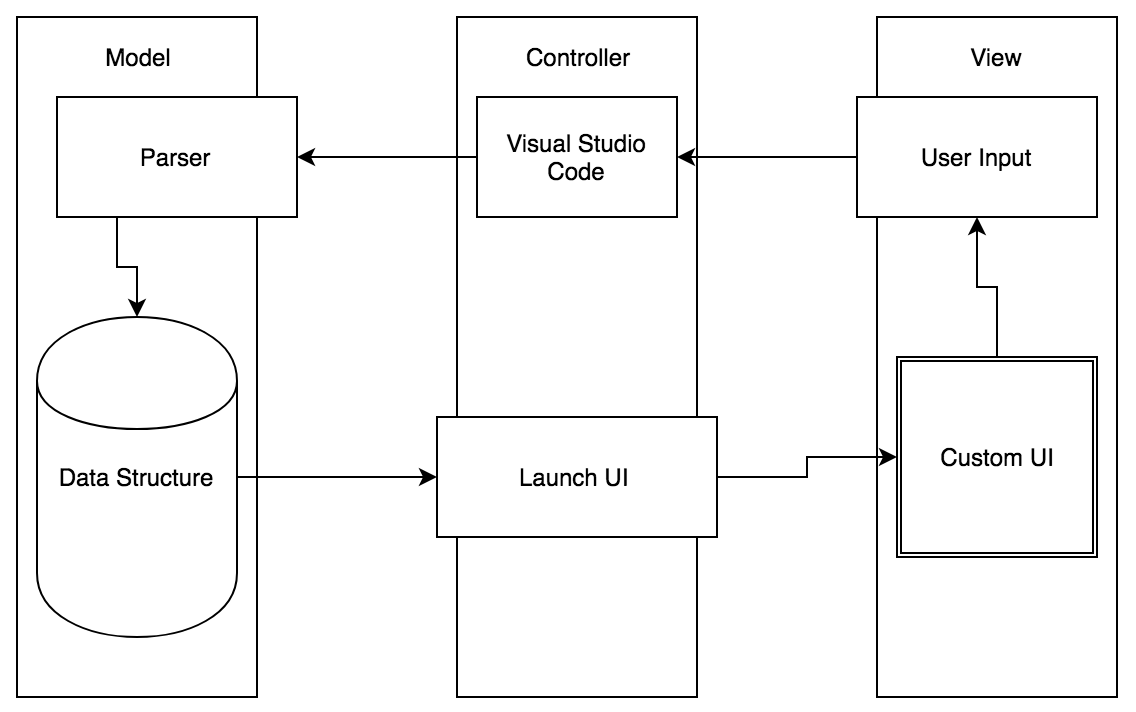 Model
Controller
View
Parser
Visual Studio
Code
User Input
Data Structure
Launch UI
Custom UI